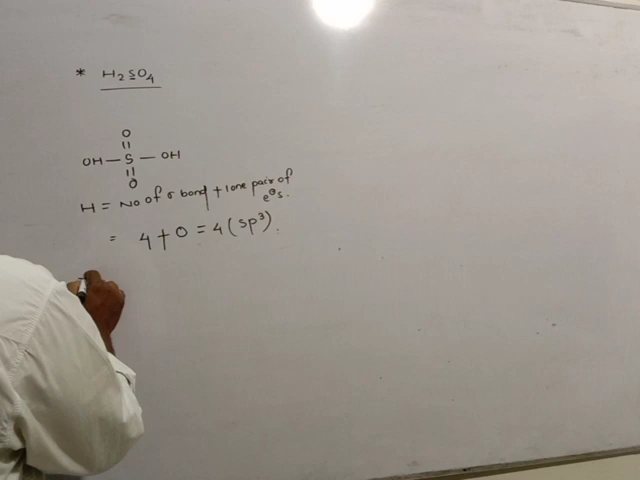 * H₂SO₄
O
||
OH — S — OH
||
O
H = No of σ bond + lone pair of e⊖s.
= 4 + 0 = 4 (sp³).